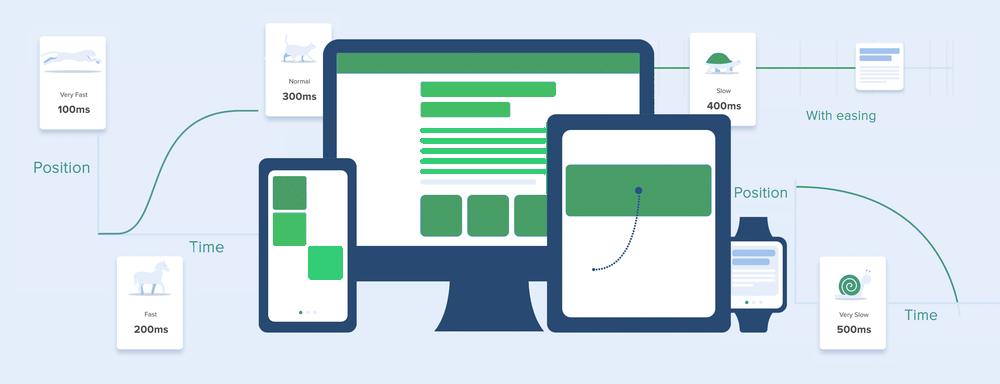 Very Fast
100ms
Normal
300ms
Slow
400ms
With easing
Position
Position
Time
Fast
200ms
Very Slow
500ms
Time